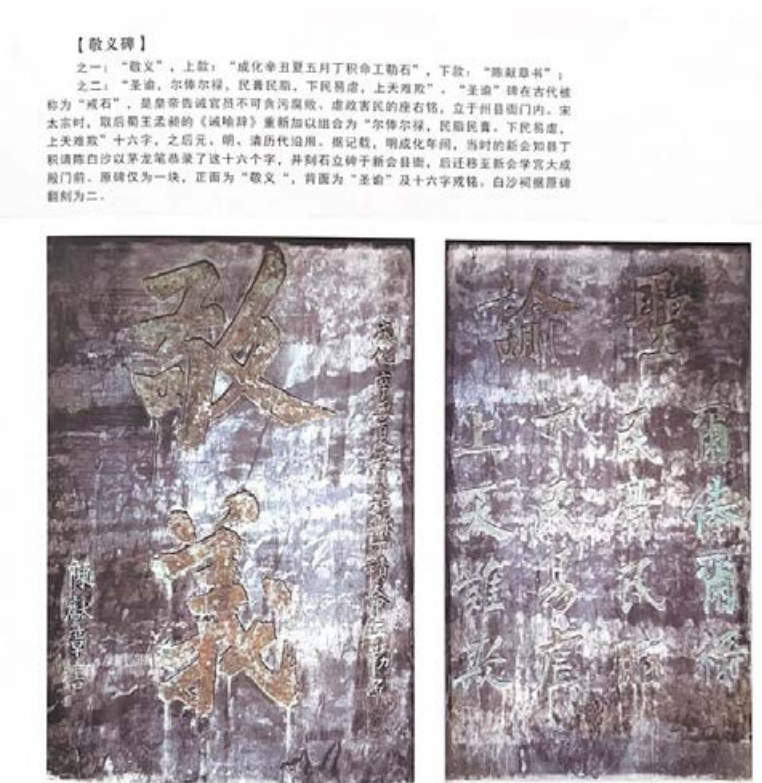 【敬义碑】
之一：“敬义”，上款：“成化辛丑夏五月丁积命工勒石”，下款：“陈献章书”；
之二：“圣谕，尔俸尔禄，民膏民脂，下民易虐，上天难欺”。“圣谕”碑在古代被
称为“戒石”，是皇帝告诫官员不可贪污腐败、虐政害民的座右铭，立于州县衙门内。宋
太宗时，取后蜀王孟昶的《诫喻辞》重新加以组合为“尔俸尔禄，民脂民膏，下民易虐，
上天难欺”十六字，之后元、明、清历代沿用。据记载，明成化年间，当时的新会知县丁
积请陈白沙以茅龙笔恭录了这十六个字，并刻石立碑于新会县衙，后迁移至新会学宫大成
殿门前。原碑仅为一块，正面为“敬义“，背面为“圣谕”及十六字戒铭。白沙祠据原碑
翻刻为二。
敬義
陳獻章書
聖諭
爾俸爾祿
民膏民脂
下民易虐
上天難欺